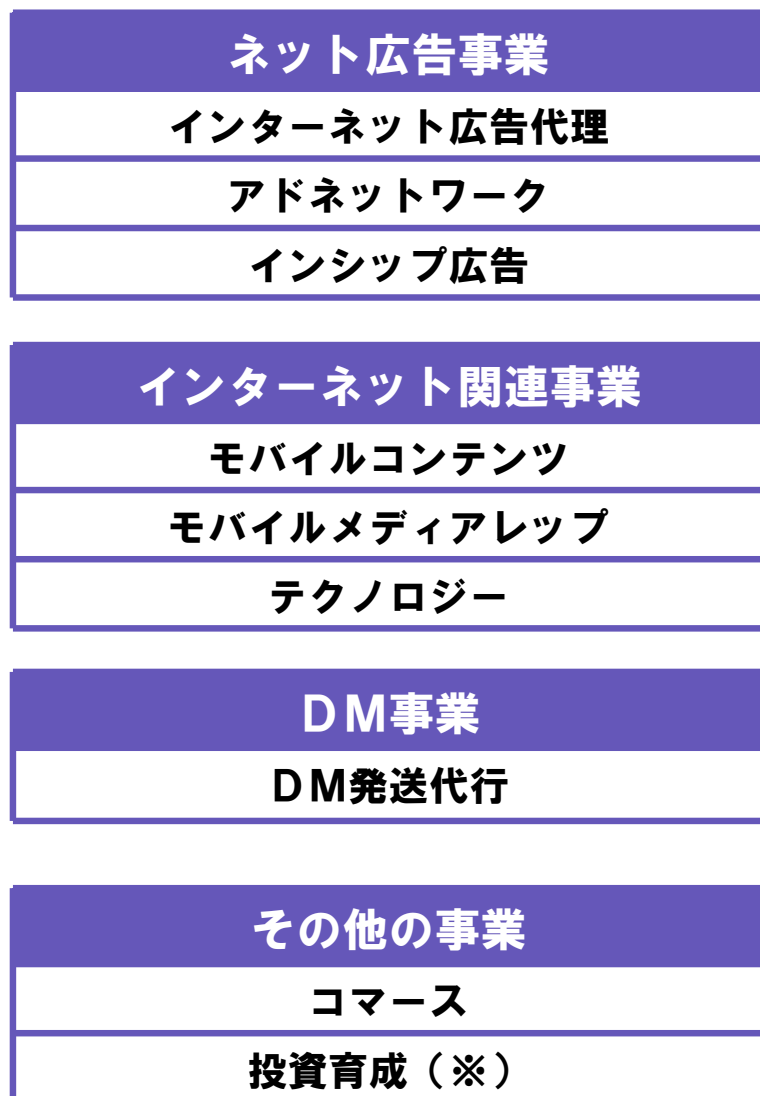 ネット広告事業
インターネット広告代理
アドネットワーク
インシップ広告
インターネット関連事業
モバイルコンテンツ
モバイルメディアレップ
テクノロジー
ＤＭ事業
ＤＭ発送代行
その他の事業
コマース
投資育成（※）